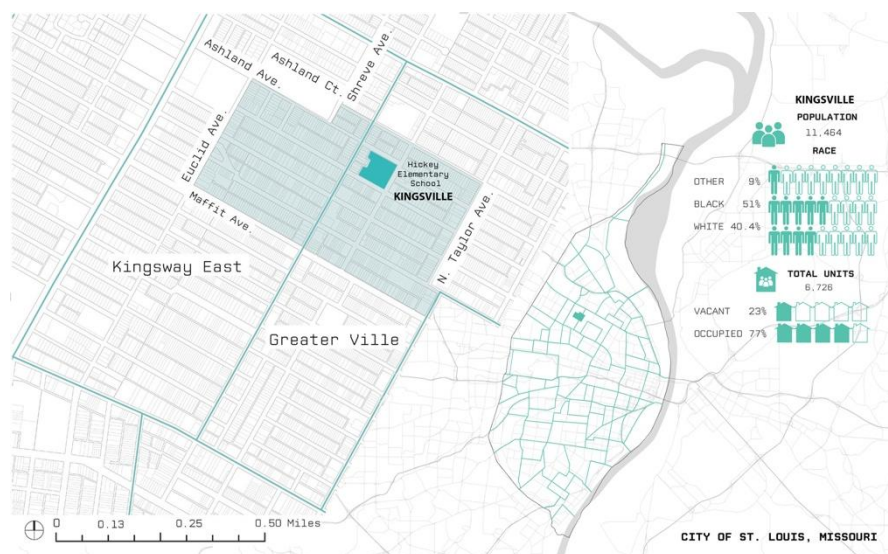 Ashland Ave.
Ashland Ct.
Shreve Ave.
Euclid Ave.
Maffit Ave.
Hickey
Elementary
School
KINGSVILLE
N. Taylor Ave.
Kingsway East
Greater Ville
0 0.13 0.25 0.50 Miles
KINGSVILLE
POPULATION
11,464
RACE
OTHER 9%
BLACK 51%
WHITE 40.4%
TOTAL UNITS
6,726
VACANT 23%
OCCUPIED 77%
CITY OF ST. LOUIS, MISSOURI